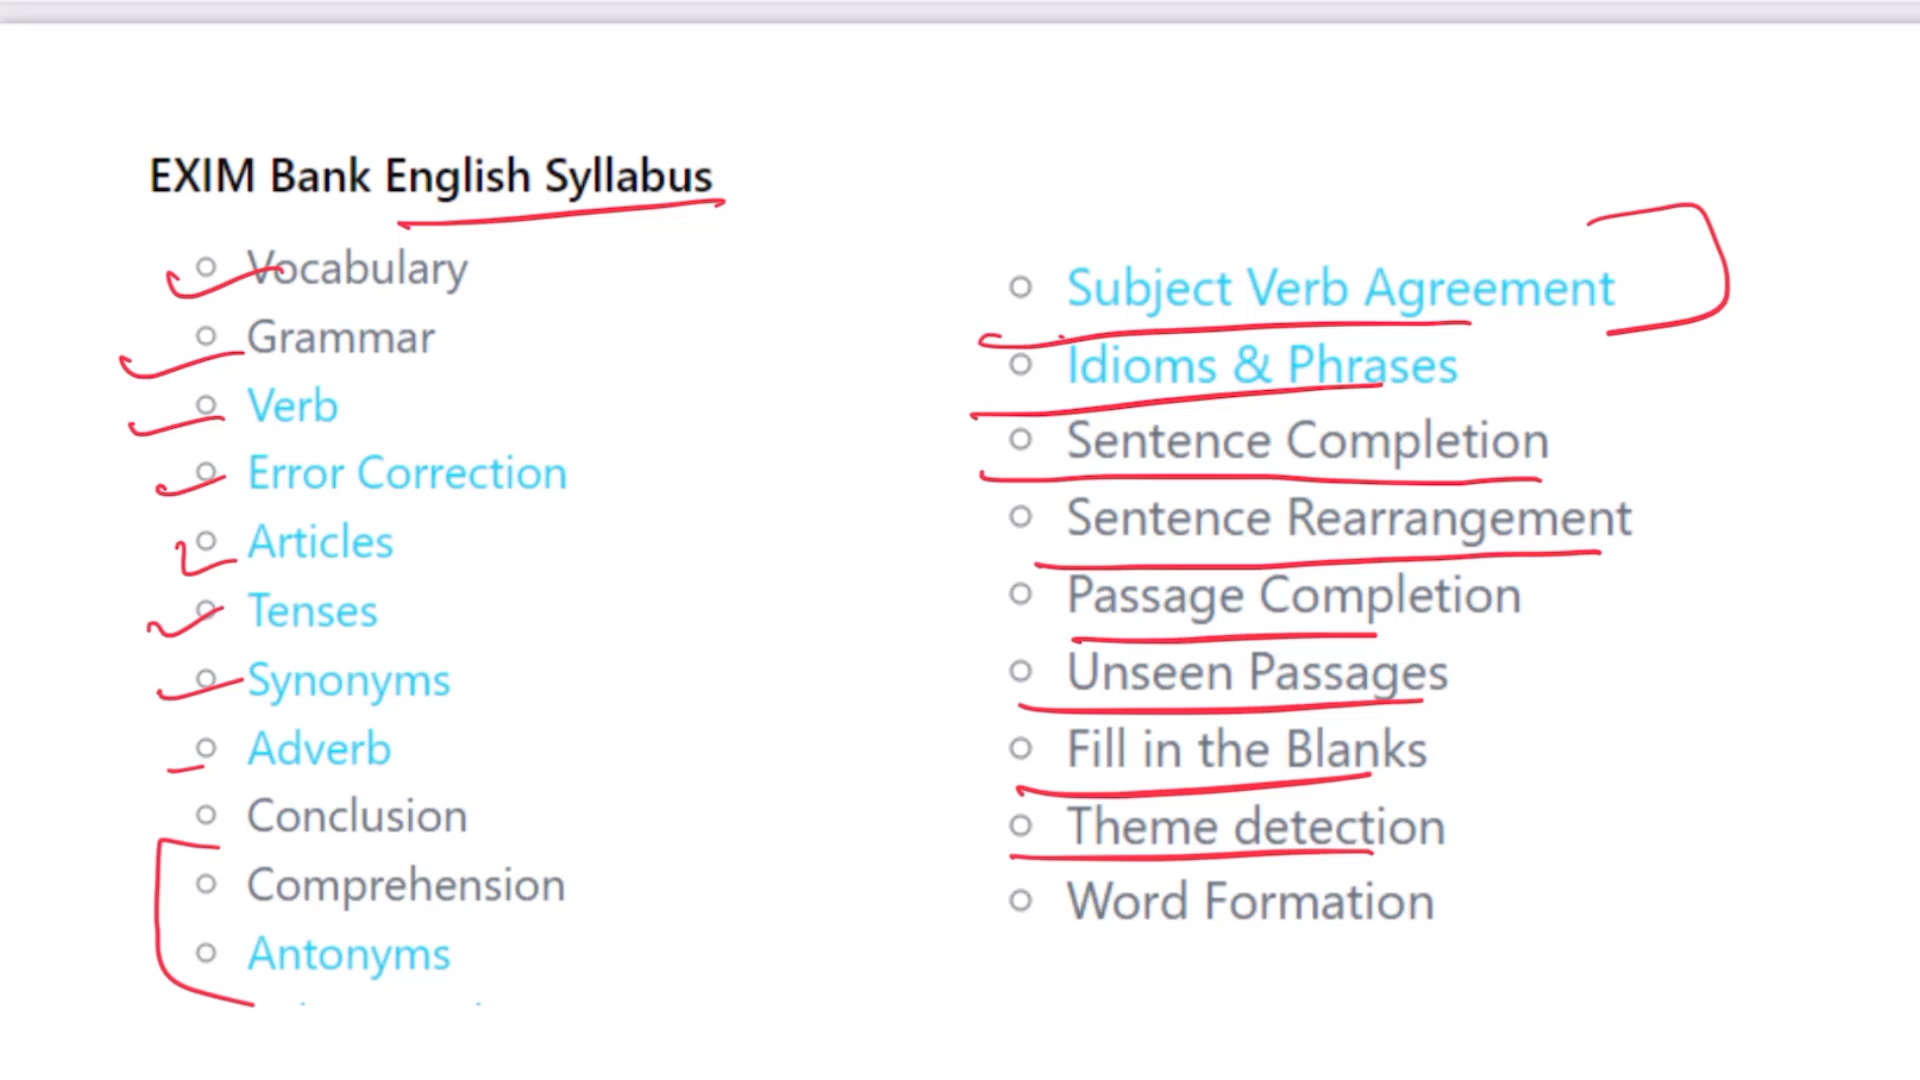 EXIM Bank English Syllabus
Vocabulary
Grammar
Verb
Error Correction
Articles
Tenses
Synonyms
Adverb
Conclusion
Comprehension
Antonyms
Subject Verb Agreement
Idioms & Phrases
Sentence Completion
Sentence Rearrangement
Passage Completion
Unseen Passages
Fill in the Blanks
Theme detection
Word Formation